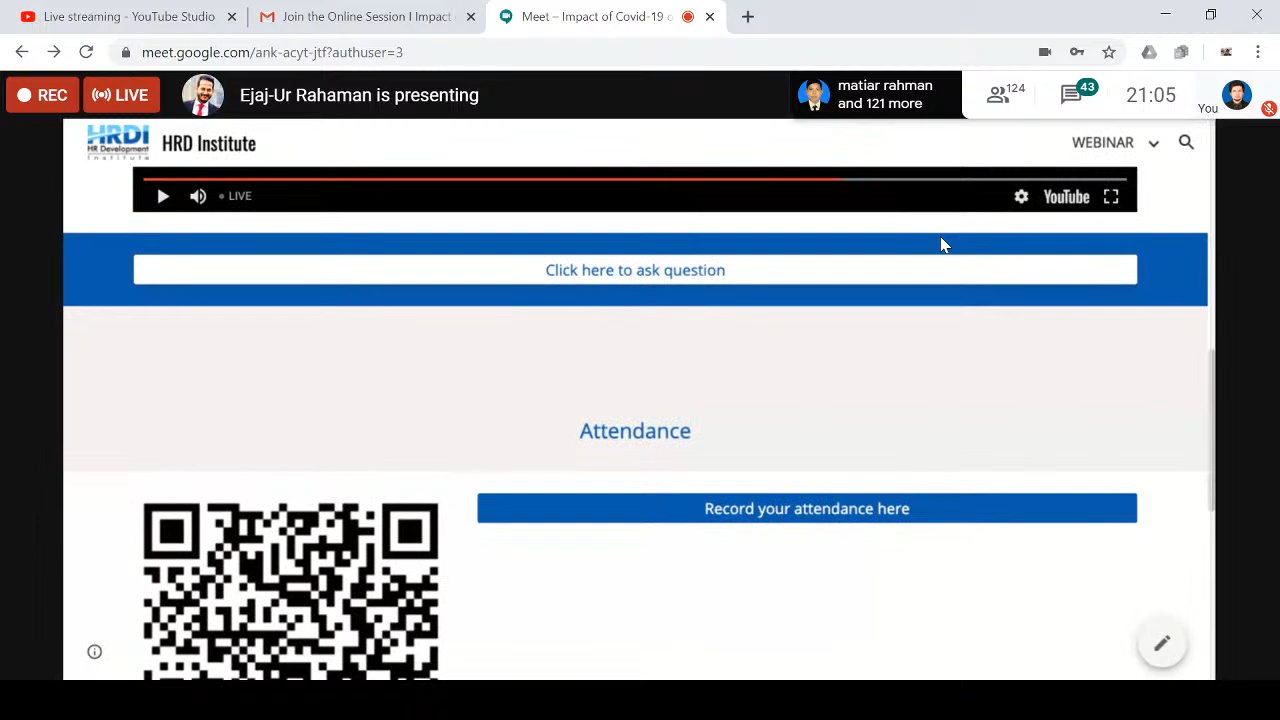 Live streaming - YouTube Studio
Join the Online Session I Impact
Meet – Impact of Covid-19 o
meet.google.com/ank-acyt-jtf?authuser=3
REC
LIVE
Ejaj-Ur Rahaman is presenting
matiar rahman
and 121 more
124
43
21:05
You
HRDI
HR Development
Institute
HRD Institute
WEBINAR
LIVE
YouTube
Click here to ask question
Attendance
Record your attendance here